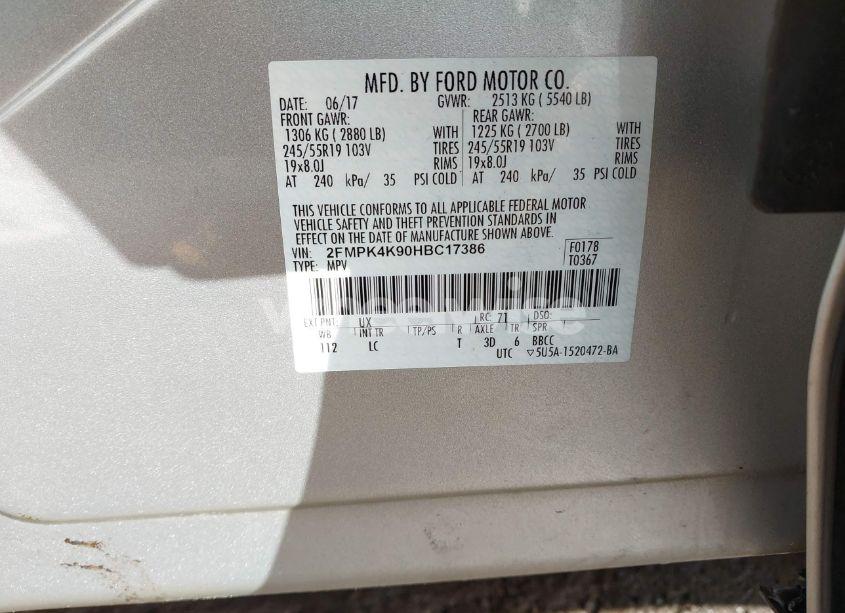 MFD. BY FORD MOTOR CO.
DATE: 06/17 GVWR: 2513 KG ( 5540 LB)
FRONT GAWR: REAR GAWR:
1306 KG ( 2880 LB) WITH 1225 KG ( 2700 LB) WITH
245/55R19 103V TIRES 245/55R19 103V TIRES
19x8.0J RIMS 19x8.0J RIMS
AT 240 kPa/ 35 PSI COLD AT 240 kPa/ 35 PSI COLD
THIS VEHICLE CONFORMS TO ALL APPLICABLE FEDERAL MOTOR
VEHICLE SAFETY AND THEFT PREVENTION STANDARDS IN
EFFECT ON THE DATE OF MANUFACTURE SHOWN ABOVE.
VIN: 2FMPK4K90HBC17386 F0178
TYPE: MPV T0367
EXT PNT: UX RC: 71 DSO:
WB INT TR TP/PS R AXLE TR SPR
112 LC T 3D 6 BBCC
UTC ▽5U5A-1520472-BA